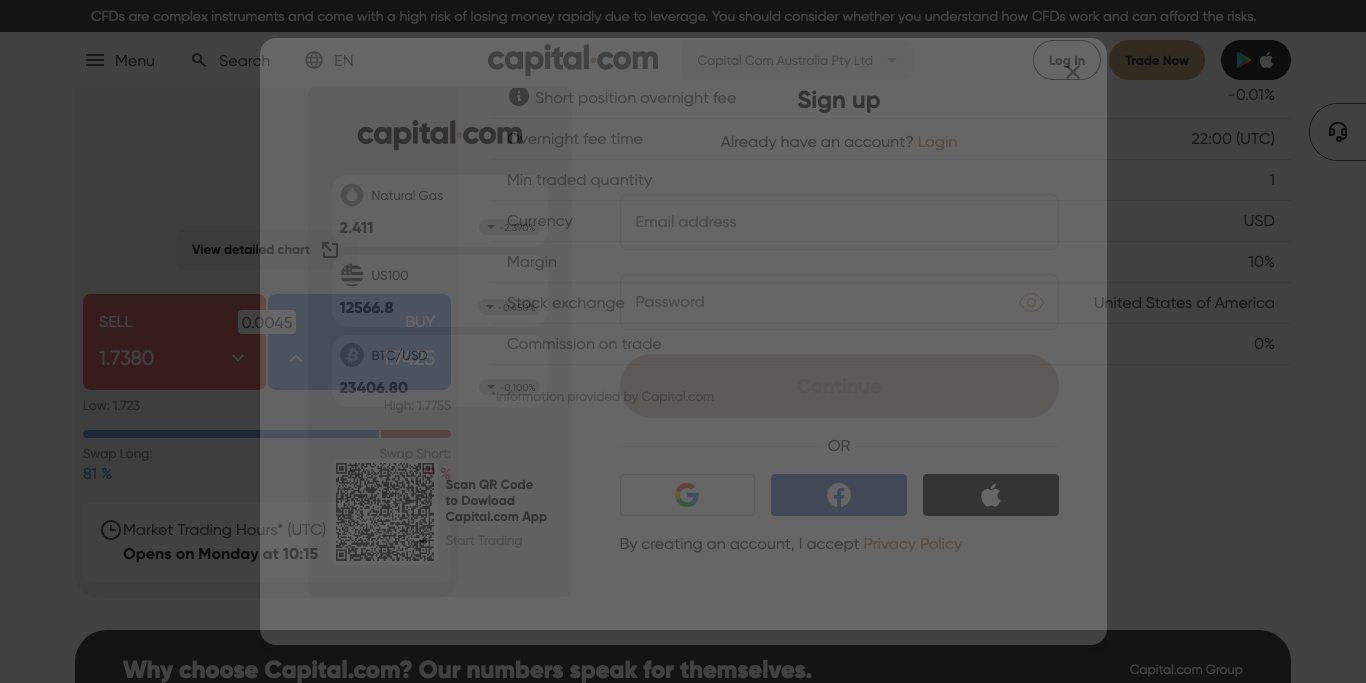 CFDs are complex instruments and come with a high risk of losing money rapidly due to leverage. You should consider whether you understand how CFDs work and can afford the risks.
Menu
Search
EN
capital.com
Capital Com Australia Pty Ltd
Log In
Trade Now
Short position overnight fee
-0.01%
Overnight fee time
22:00 (UTC)
Min traded quantity
1
Currency
USD
Margin
10%
Stock exchange
United States of America
Commission on trade
0%
*Information provided by Capital.com
View detailed chart
SELL
1.7380
0.0045
BUY
1.7425
Low: 1.723
High: 1.7755
Swap Long:
81 %
Swap Short:
%
Market Trading Hours* (UTC)
Opens on Monday at 10:15
capital.com
Natural Gas
2.411
-2.390%
US100
12566.8
-0.450%
BTC/USD
23406.80
-0.100%
Scan QR Code
to Dowload
Capital.com App
Start Trading
Sign up
Already have an account? Login
Email address
Password
Continue
OR
By creating an account, I accept Privacy Policy
Why choose Capital.com? Our numbers speak for themselves.
Capital.com Group